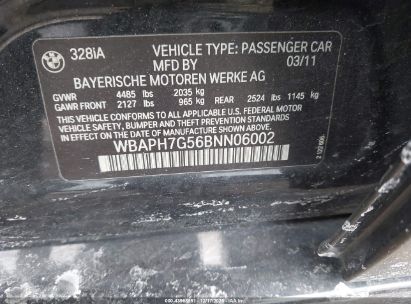 328iA VEHICLE TYPE: PASSENGER CAR
MFD BY 03/11
BAYERISCHE MOTOREN WERKE AG
GVWR 4485 lbs 2035 kg
GAWR FRONT 2127 lbs 965 kg REAR 2524 lbs 1145 kg
THIS VEHICLE CONFORMS TO ALL APPLICABLE U.S. FEDERAL MOTOR
VEHICLE SAFETY, BUMPER AND THEFT PREVENTION STANDARDS
IN EFFECT ON THE DATE OF MANUFACTURE SHOWN ABOVE.
WBAPH7G56BNN06002